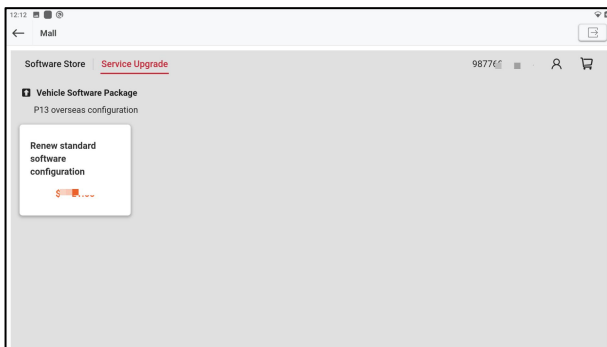 12:12
Mall
Software Store
Service Upgrade
Vehicle Software Package
P13 overseas configuration
Renew standard
software
configuration